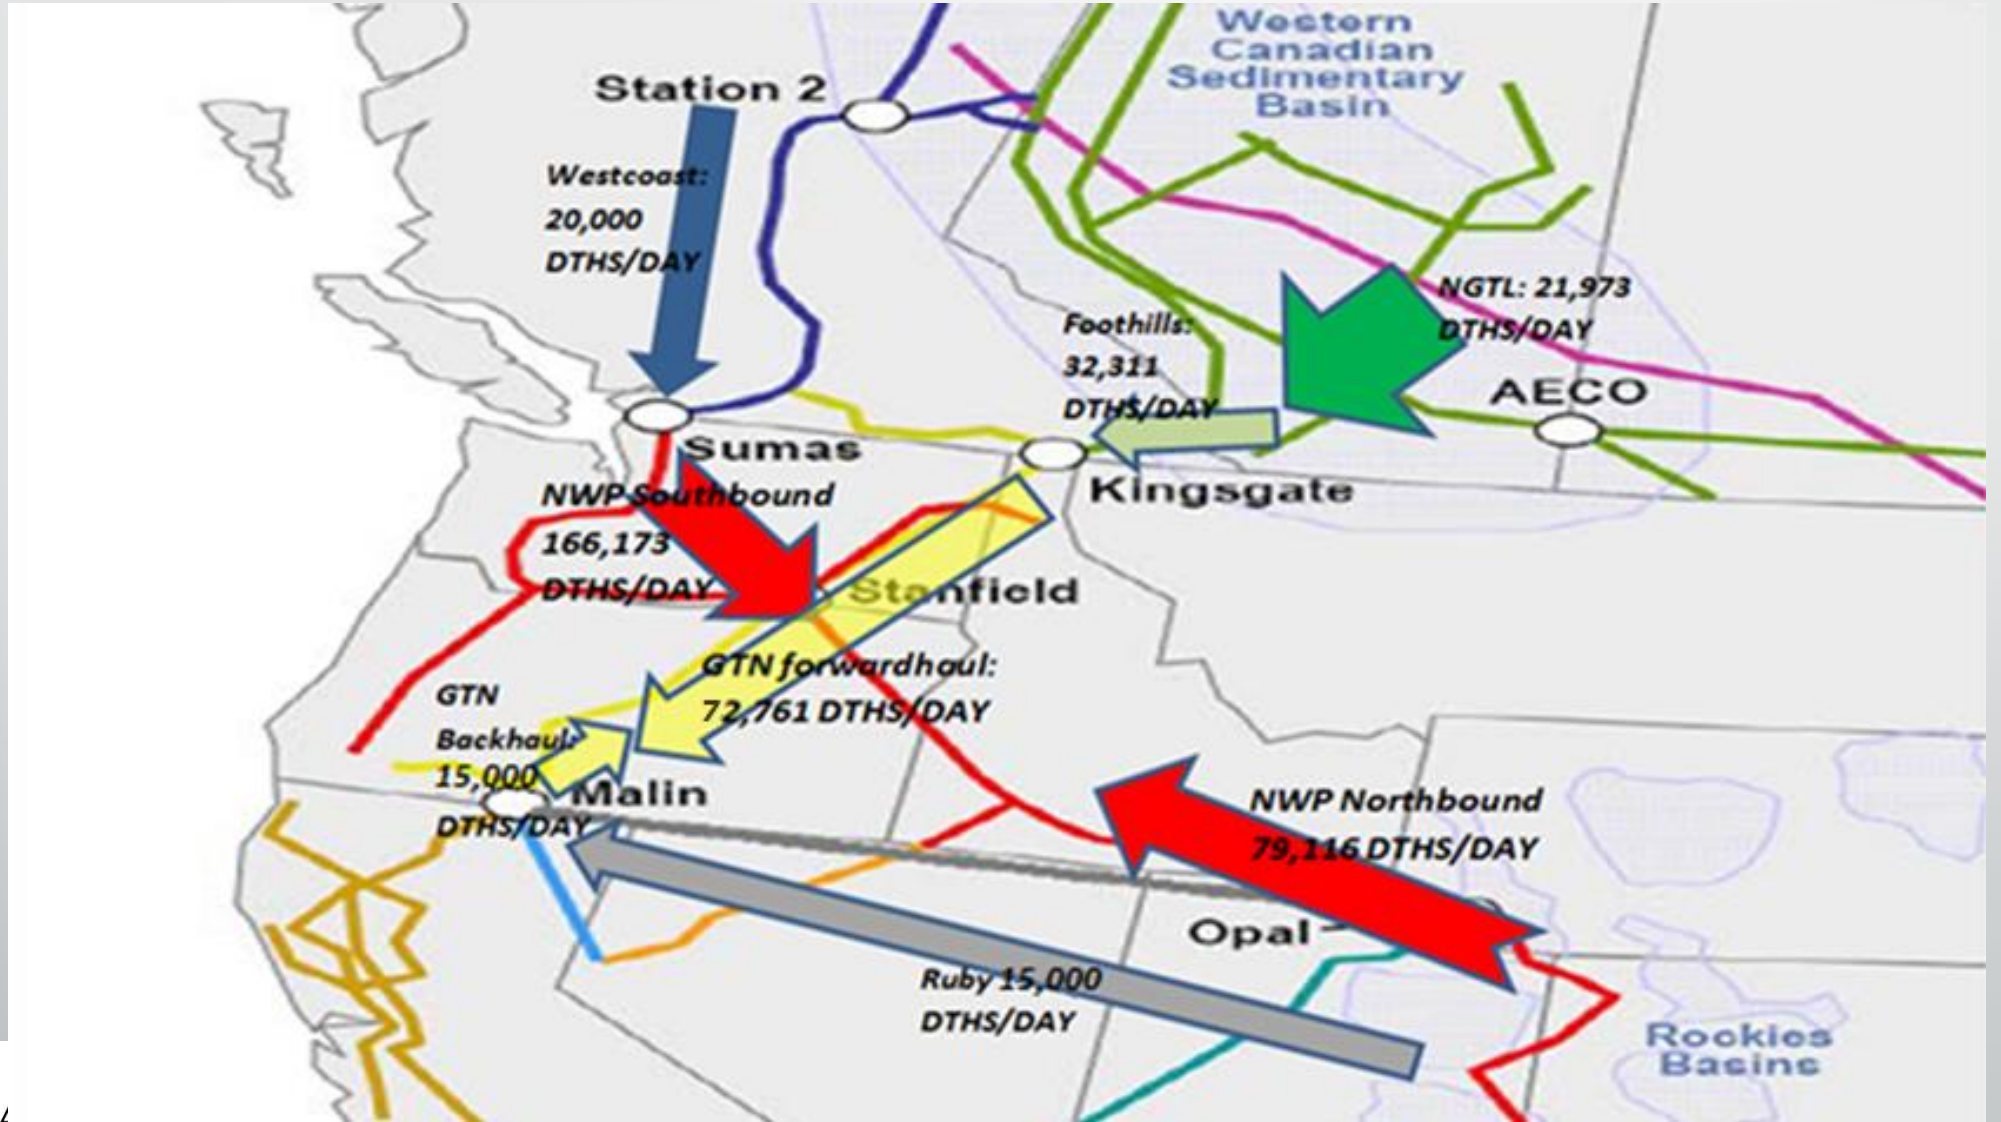 Western
Canadian
Sedimentary
Basin
Station 2
Westcoast:
20,000
DTHS/DAY
NGTL: 21,973
DTHS/DAY
Foothills:
32,311
DTHS/DAY
AECO
Sumas
Kingsgate
NWP Southbound
166,173
DTHS/DAY
Stanfield
GTN forwardhaul:
72,761 DTHS/DAY
GTN
Backhaul:
15,000
DTHS/DAY
Malin
NWP Northbound
79,116 DTHS/DAY
Opal
Ruby 15,000
DTHS/DAY
Rockies
Basins